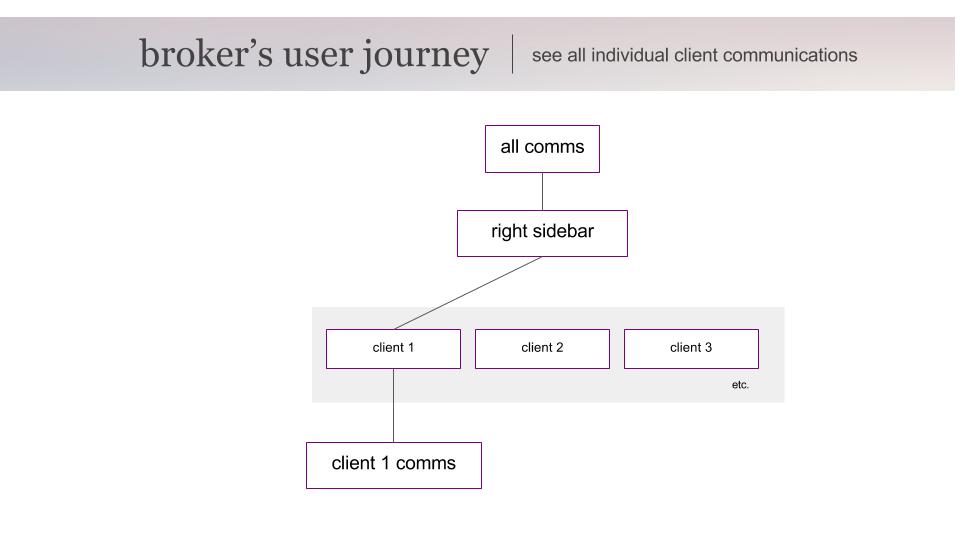 broker’s user journey
see all individual client communications
all comms
right sidebar
client 1
client 2
client 3
etc.
client 1 comms